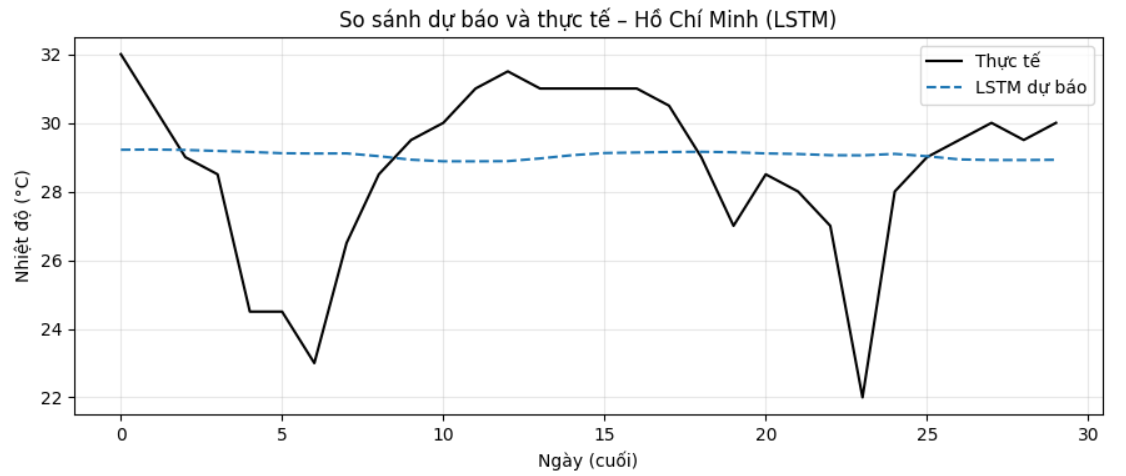 So sánh dự báo và thực tế – Hồ Chí Minh (LSTM)
Thực tế
LSTM dự báo
Nhiệt độ (°C)
32
30
28
26
24
22
0 5 10 15 20 25 30
Ngày (cuối)